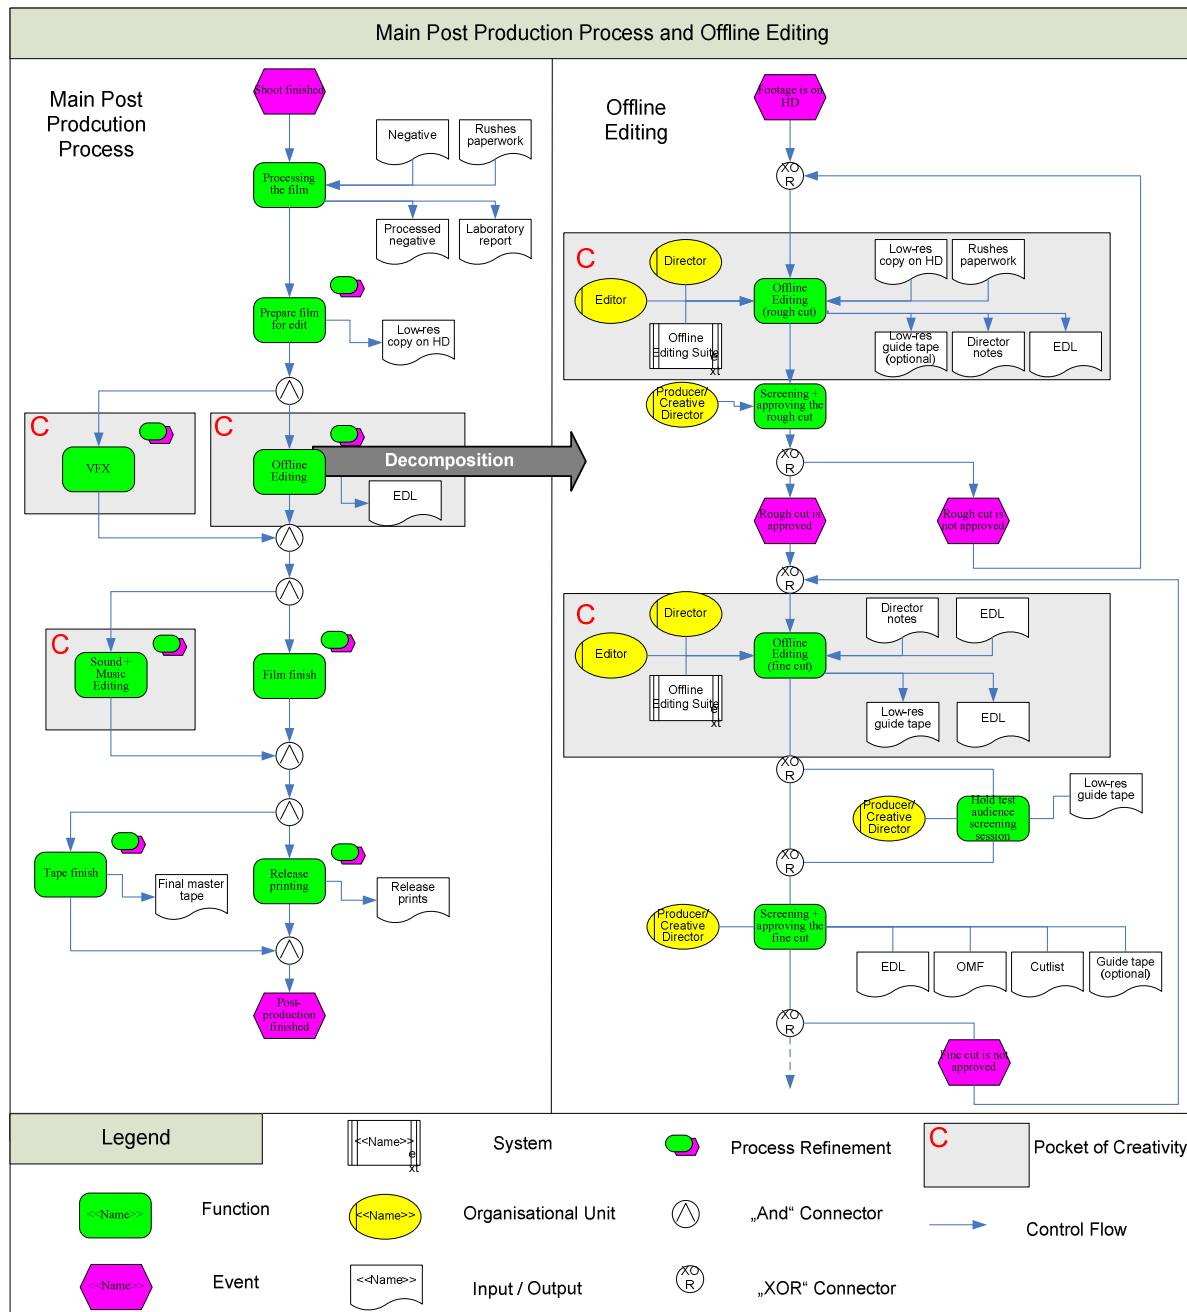 Main Post Production Process and Offline Editing
Main Post
Prodcution
Process
Shoot finished
Negative
Rushes
paperwork
Processing
the film
Processed
negative
Laboratory
report
Prepare film
for edit
Low-res
copy on HD
C
VFX
C
Offline
Editing
EDL
Decomposition
C
Sound +
Music
Editing
Film finish
Tape finish
Final master
tape
Release
printing
Release
prints
Post-
production
finished
Offline
Editing
Footage is on
HD
XO
R
C
Director
Editor
Offline
Editing Suite
e
xt
Offline
Editing
(rough cut)
Low-res
copy on HD
Rushes
paperwork
Low-res
guide tape
(optional)
Director
notes
EDL
Producer/
Creative
Director
Screening +
approving the
rough cut
XO
R
Rough cut is
approved
Rough cut is
not approved
XO
R
C
Director
Editor
Offline
Editing Suite
e
xt
Offline
Editing
(fine cut)
Director
notes
EDL
Low-res
guide tape
EDL
XO
R
Producer/
Creative
Director
Hold test
audience
screening
session
Low-res
guide tape
XO
R
Producer/
Creative
Director
Screening +
approving the
fine cut
EDL
OMF
Cutlist
Guide tape
(optional)
XO
R
Fine cut is not
approved
Legend
<<Name>>
e
xt
System
Process Refinement
C
Pocket of Creativity
<<Name>>
Function
<<Name>>
Organisational Unit
„And“ Connector
Control Flow
<<Name>>
Event
<<Name>>
Input / Output
XO
R
„XOR“ Connector